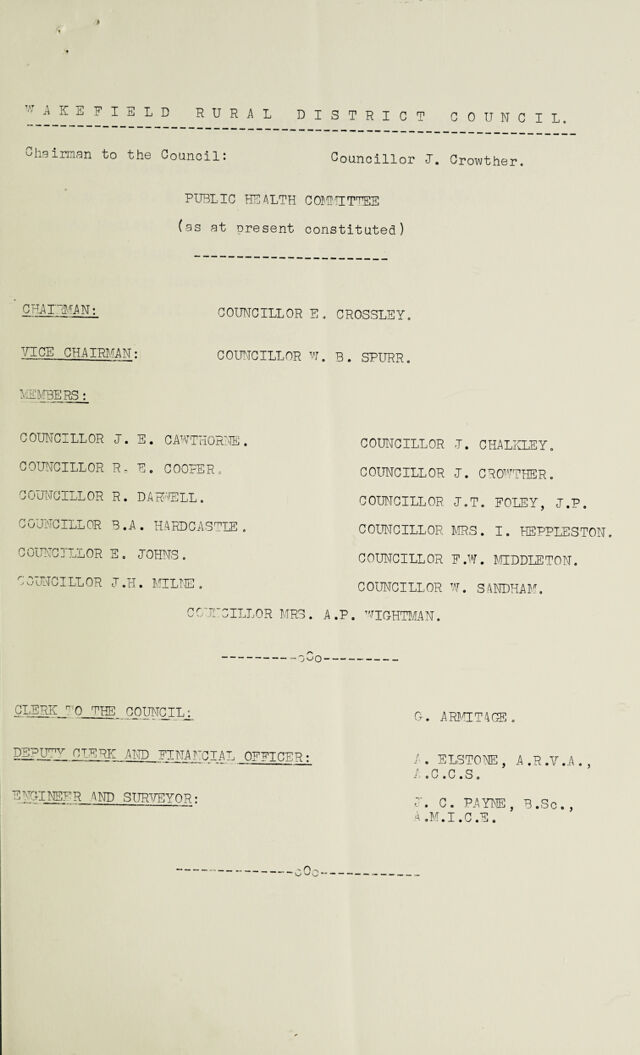 WAKEFIELD RURAL DISTRICT COUNCIL.
Chairman to the Council: Councillor J. Crowther.
PUBLIC HEALTH COMMITTEE
(as at present constituted)
CHAIRMAN: COUNCILLOR E. CROSSLEY.
VICE CHAIRMAN: COUNCILLOR W. B. SPURR.
MEMBERS:
COUNCILLOR J. E. CAWTHORNE. COUNCILLOR J. CHALKLEY.
COUNCILLOR R. E. COOPER. COUNCILLOR J. CROWTHER.
COUNCILLOR R. DARWELL. COUNCILLOR J.T. FOLEY, J.P.
COUNCILLOR B.A. HARDCASTLE. COUNCILLOR MRS. I. HEPPLESTON.
COUNCILLOR E. JOHNS. COUNCILLOR F.W. MIDDLETON.
COUNCILLOR J.H. MILNE. COUNCILLOR W. SANDHAM.
COUNCILLOR MRS. A.P. WIGHTMAN.
---------oOo---------
CLERK TO THE COUNCIL: G. ARMITAGE.
DEPUTY CLERK AND FINANCIAL OFFICER: A. ELSTONE, A.R.V.A.,
A.C.C.S.
ENGINEER AND SURVEYOR: J. C. PAYNE, B.Sc.,
A.M.I.C.E.
--------------oOo------------